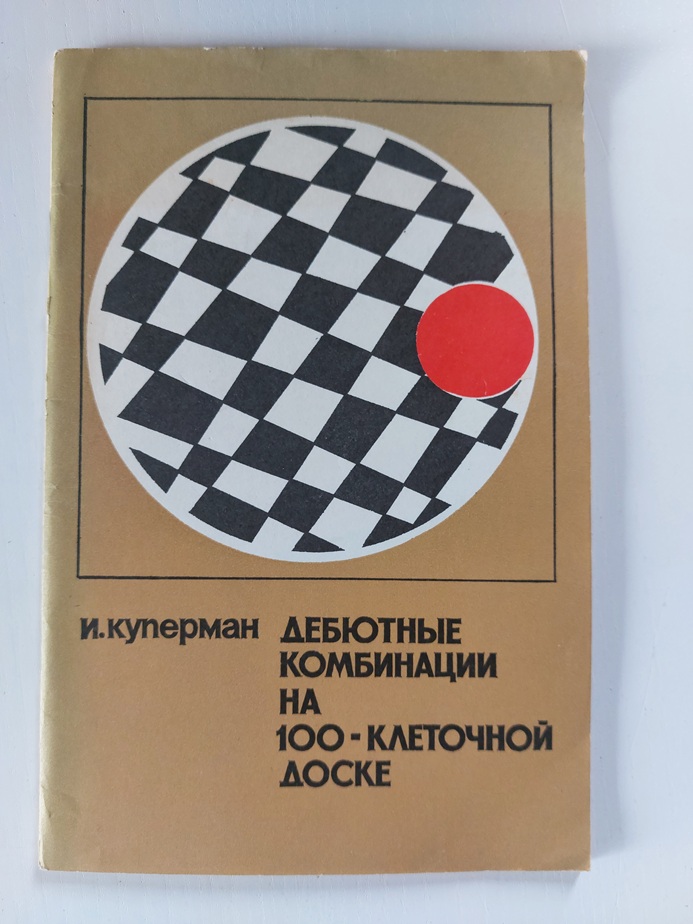 и.куперман
ДЕБЮТНЫЕ
КОМБИНАЦИИ
НА
100-КЛЕТОЧНОЙ
ДОСКЕ